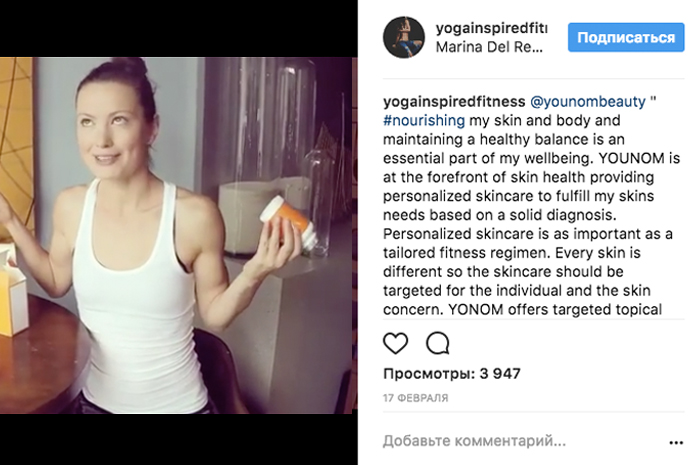 yogainspiredfitı
Marina Del Re...
Подписаться
yogainspiredfitness @younombeauty "
#nourishing my skin and body and
maintaining a healthy balance is an
essential part of my wellbeing. YOUNOM is
at the forefront of skin health providing
personalized skincare to fulfill my skins
needs based on a solid diagnosis.
Personalized skincare is as important as a
tailored fitness regimen. Every skin is
different so the skincare should be
targeted for the individual and the skin
concern. YONOM offers targeted topical
Просмотры: 3 947
17 ФЕВРАЛЯ
Добавьте комментарий...